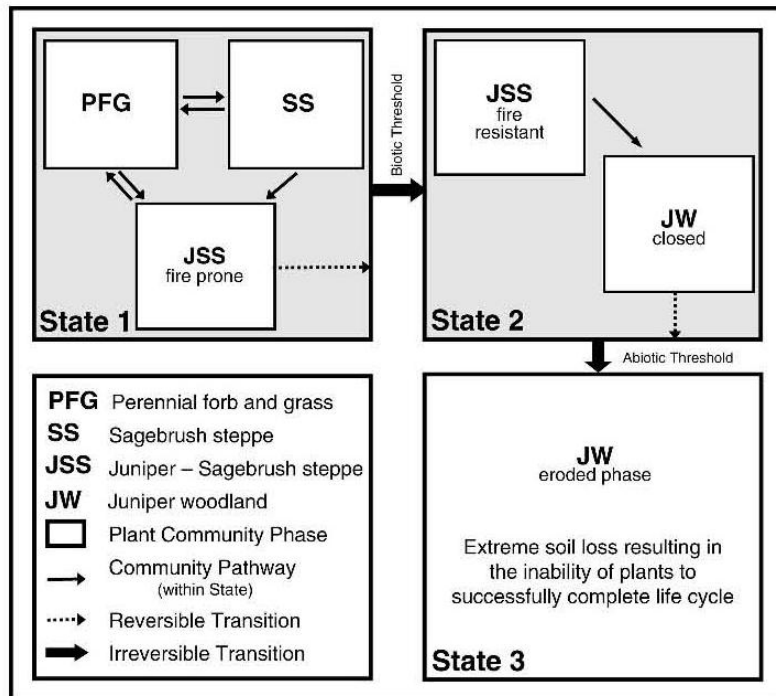 PFG
SS
JSS
fire prone
State 1
Biotic Threshold
JSS
fire
resistant
JW
closed
State 2
Abiotic Threshold
PFG Perennial forb and grass
SS Sagebrush steppe
JSS Juniper – Sagebrush steppe
JW Juniper woodland
Plant Community Phase
Community Pathway
(within State)
Reversible Transition
Irreversible Transition
JW
eroded phase
Extreme soil loss resulting in
the inability of plants to
successfully complete life cycle
State 3